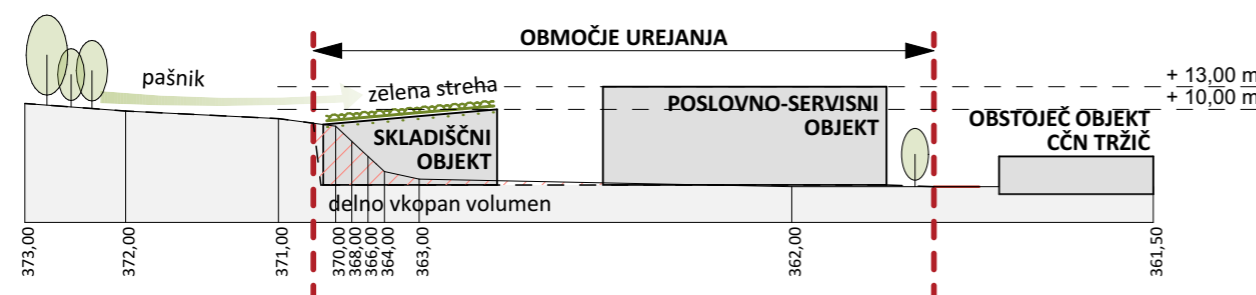 OBMOČJE UREJANJA
pašnik
zelena streha
+ 13,00 m
+ 10,00 m
SKLADIŠČNI
OBJEKT
POSLOVNO-SERVISNI
OBJEKT
OBSTOJEČ OBJEKT
CČN TRŽIČ
delno vkopan volumen
373,00
372,00
371,00
370,00
368,00
366,00
364,00
363,00
362,00
361,50